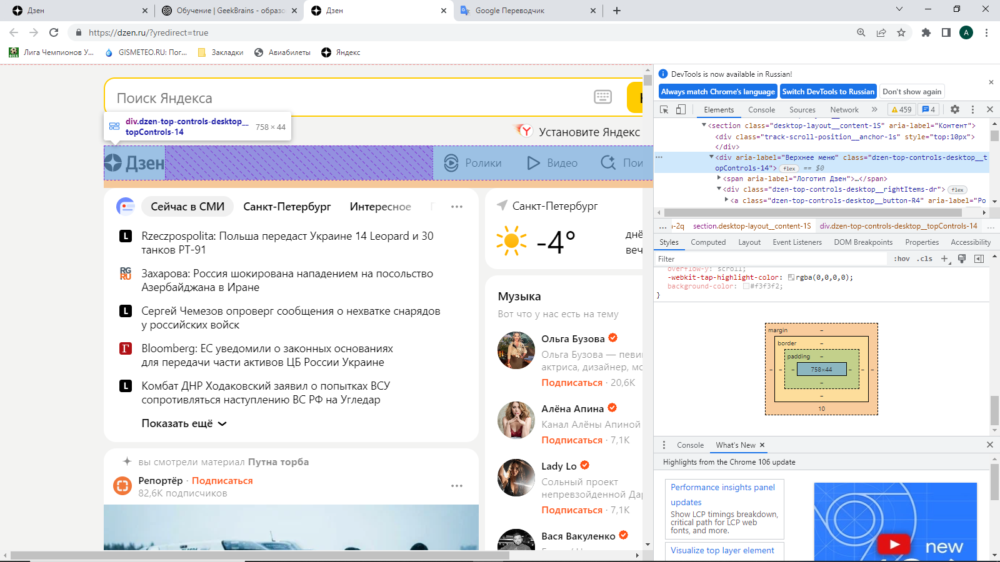 Дзен
Обучение | GeekBrains - образо
Дзен
Google Переводчик
https://dzen.ru/?yredirect=true
A
Лига Чемпионов У...
GISMETEO.RU: Пог...
Закладки
Авиабилеты
Яндекс
Поиск Яндекса
div.dzen-top-controls-desktop__
topControls-14
758 × 44
Установите Яндекс
Дзен
Ролики
Видео
Пои
Сейчас в СМИ
Санкт-Петербург
Интересное
Rzeczpospolita: Польша передаст Украине 14 Leopard и 30
танков PT-91
RG
RU
Захарова: Россия шокирована нападением на посольство
Азербайджана в Иране
L
Сергей Чемезов опроверг сообщения о нехватке снарядов
у российских войск
Г
Bloomberg: ЕС уведомили о законных основаниях
для передачи части активов ЦБ России Украине
L
Комбат ДНР Ходаковский заявил о попытках ВСУ
сопротивляться наступлению ВС РФ на Угледар
Показать ещё
вы смотрели материал Путна торба
Репортёр · Подписаться
82,6K подписчиков
Санкт-Петербург
-4°
днё
веч
Музыка
Вот что у нас есть на тему
Ольга Бузова
Ольга Бузова — певи
актриса, дизайнер, мо
Подписаться · 20,6K
Алёна Апина
Канал Алёны Апиной
Подписаться · 7,1K
Lady Lo
Сольный проект
непревзойденной Дар
Подписаться · 7,1K
Вася Вакуленко
DevTools is now available in Russian!
Always match Chrome's language
Switch DevTools to Russian
Don't show again
Elements
Console
Sources
Network
459
4
<section class="desktop-layout__content-1S" aria-label="Контент">
<div class="track-scroll-position__anchor-1s" style="top:10px">
</div>
<div aria-label="Верхнее меню" class="dzen-top-controls-desktop__t
opControls-14"> flex == $0
<span aria-label="Логотип Дзен">…</span>
<div class="dzen-top-controls-desktop__rightItems-dr"> flex
<a class="dzen-top-controls-desktop__button-R4" aria-label="Ро
... -2q
section.desktop-layout__content-1S
div.dzen-top-controls-desktop__topControls-14
...
Styles
Computed
Layout
Event Listeners
DOM Breakpoints
Properties
Accessibility
Filter
:hov
.cls
overflow-y: scroll;
-webkit-tap-highlight-color: rgba(0,0,0,0);
background-color: #f3f3f2;
}
margin
border
padding
758×44
10
Console
What's New
Highlights from the Chrome 106 update
Performance insights panel
updates
Show LCP timings breakdown,
critical path for LCP web
fonts, and more.
Visualize top layer element
new